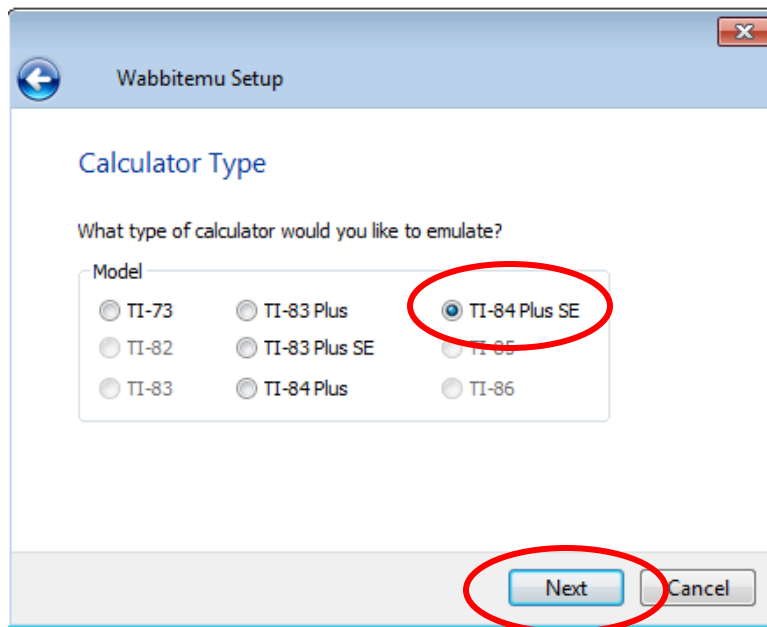 Wabbitemu Setup
Calculator Type
What type of calculator would you like to emulate?
Model
TI-73 TI-83 Plus TI-84 Plus SE
TI-82 TI-83 Plus SE TI-85
TI-83 TI-84 Plus TI-86
Next Cancel